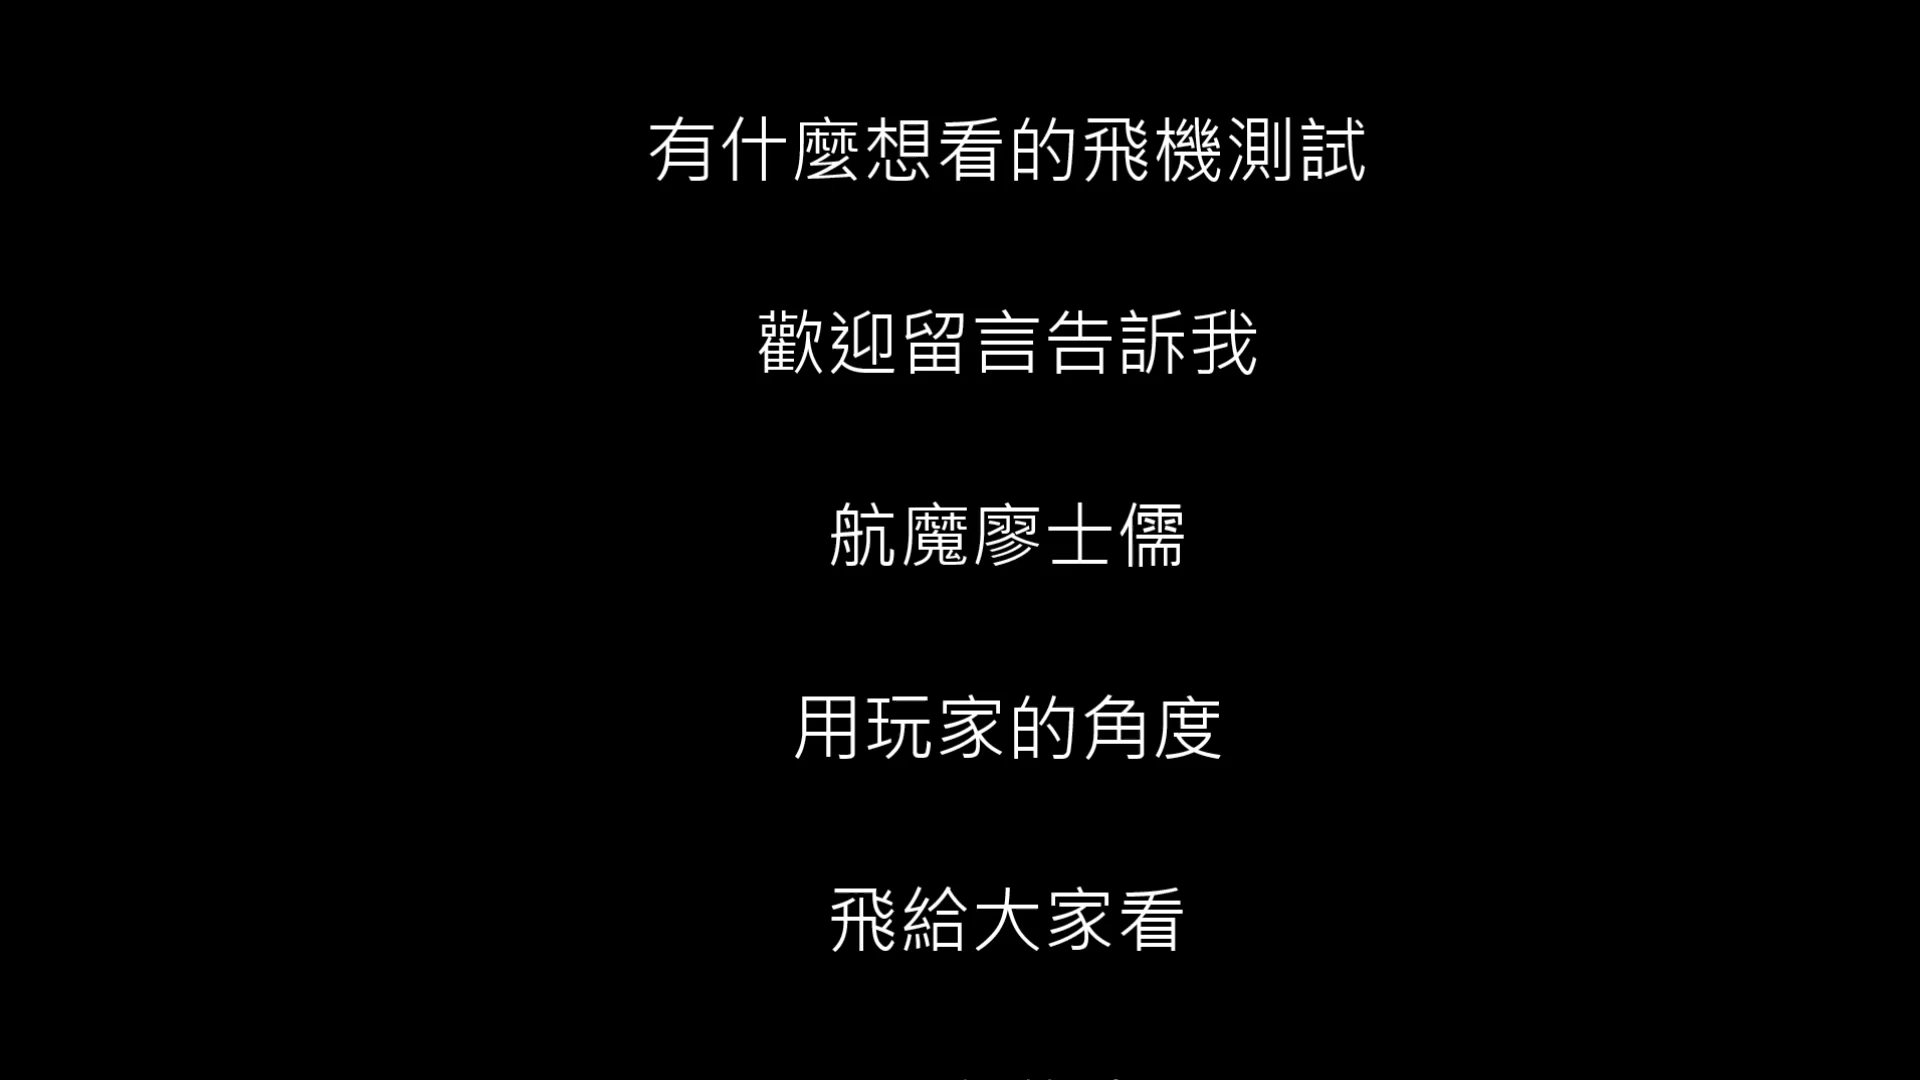 有什麼想看的飛機測試
歡迎留言告訴我
航魔廖士儒
用玩家的角度
飛給大家看